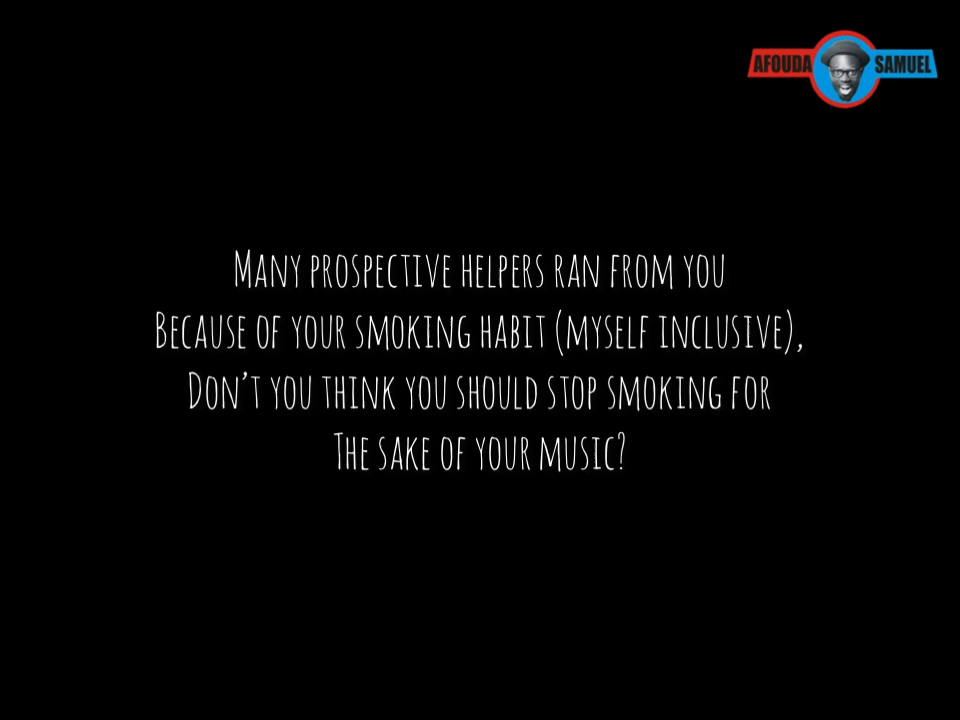 AFOUDA SAMUEL
Many prospective helpers ran from you
Because of your smoking habit (myself inclusive),
Don't you think you should stop smoking for
The sake of your music?